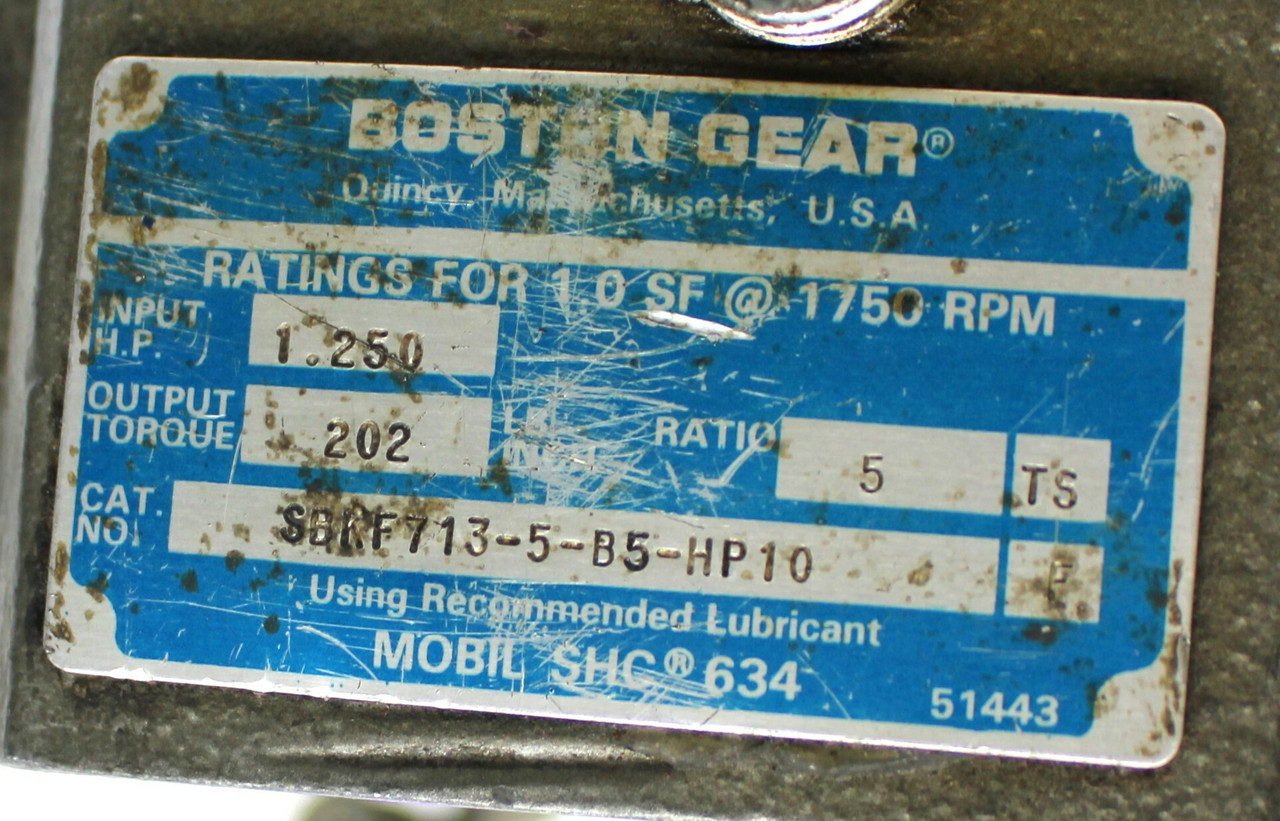 BOSTON GEAR®
Quincy, Massachusetts, U.S.A.
RATINGS FOR 1.0 SF @ 1750 RPM
INPUT H.P. 1.250
OUTPUT TORQUE 202 RATIO 5 TS
CAT. NO. SBKF713-5-B5-HP10 F
Using Recommended Lubricant
MOBIL SHC® 634
51443